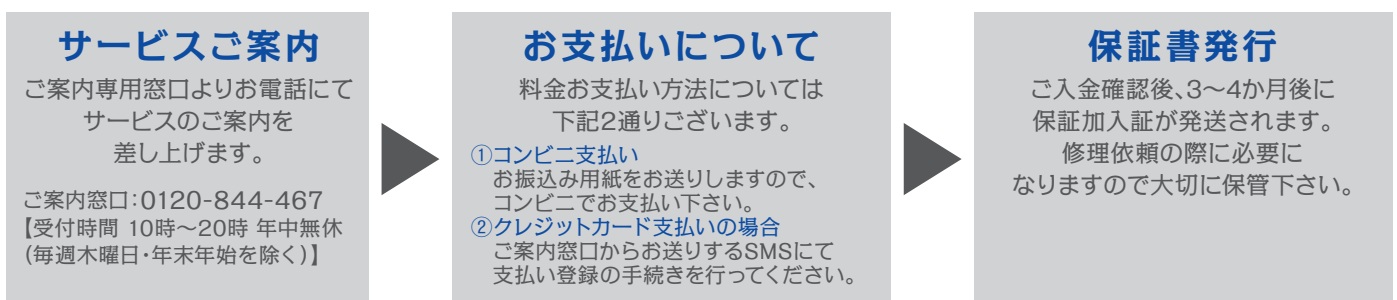 サービスご案内
ご案内専用窓口よりお電話にて
サービスのご案内を
差し上げます。
ご案内窓口：0120-844-467
【受付時間 10時～20時 年中無休
(毎週木曜日・年末年始を除く)】
お支払いについて
料金お支払い方法については
下記2通りございます。
①コンビニ支払い
お振込み用紙をお送りしますので、
コンビニでお支払い下さい。
②クレジットカード支払いの場合
ご案内窓口からお送りするSMSにて
支払い登録の手続きを行ってください。
保証書発行
ご入金確認後、3～4か月後に
保証加入証が発送されます。
修理依頼の際に必要に
なりますので大切に保管下さい。